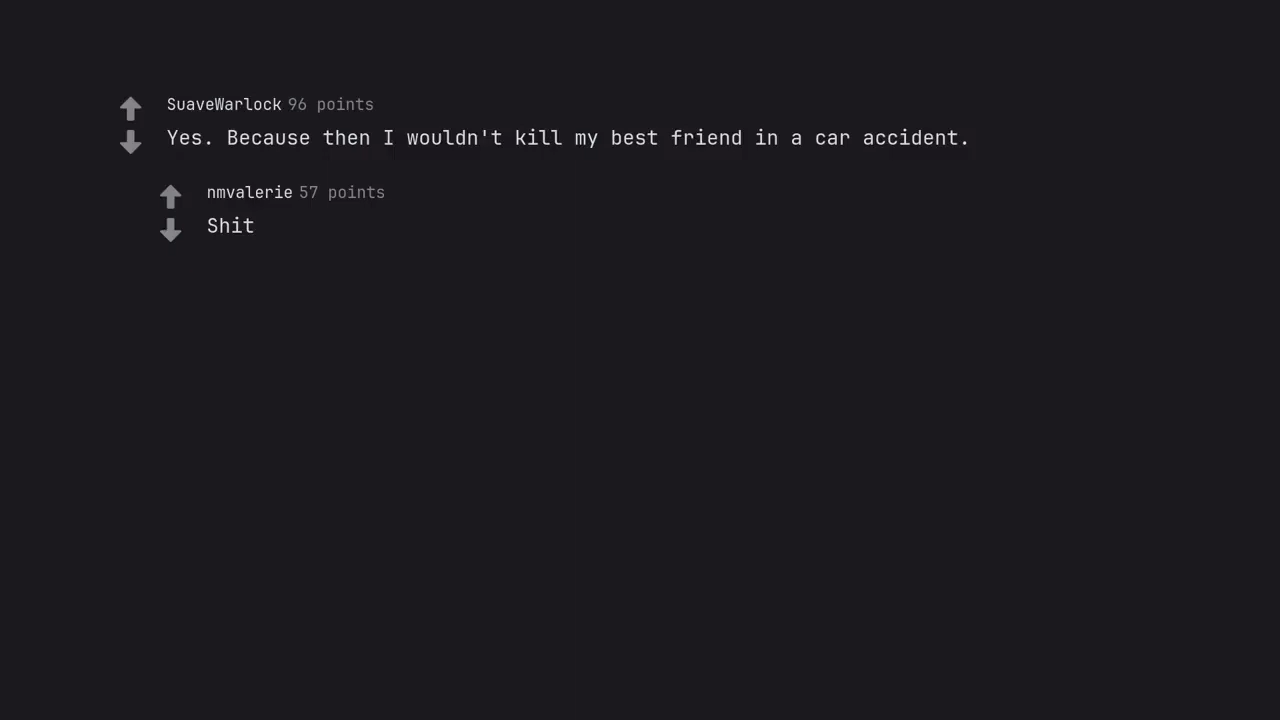 SuaveWarlock 96 points
Yes. Because then I wouldn't kill my best friend in a car accident.
nmvalerie 57 points
Shit